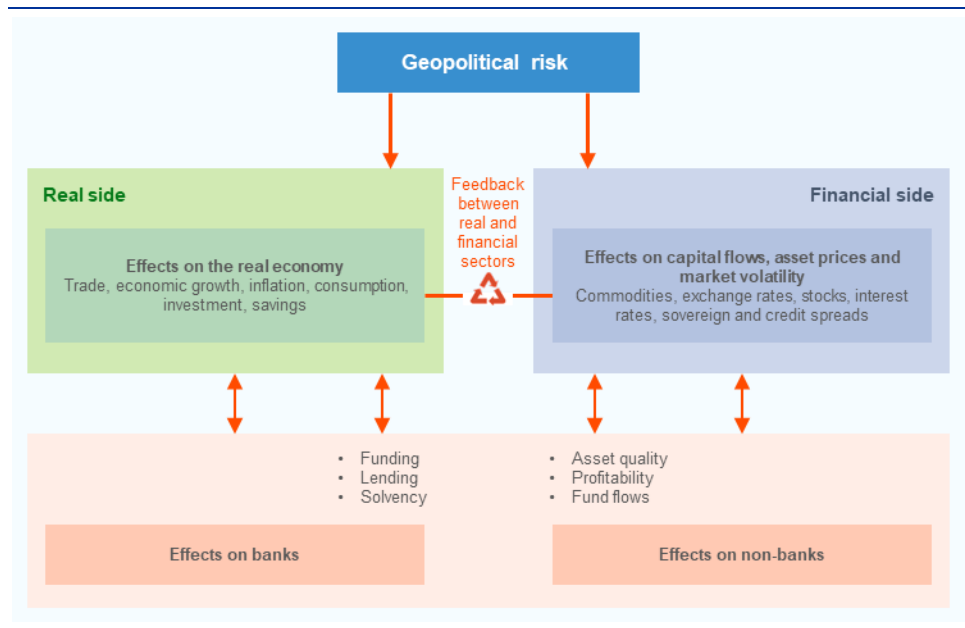 Geopolitical risk
Real side
Feedback
between
real and
financial
sectors
Financial side
Effects on the real economy
Trade, economic growth, inflation, consumption,
investment, savings
Effects on capital flows, asset prices and
market volatility
Commodities, exchange rates, stocks, interest
rates, sovereign and credit spreads
• Funding
• Lending
• Solvency
• Asset quality
• Profitability
• Fund flows
Effects on banks
Effects on non-banks